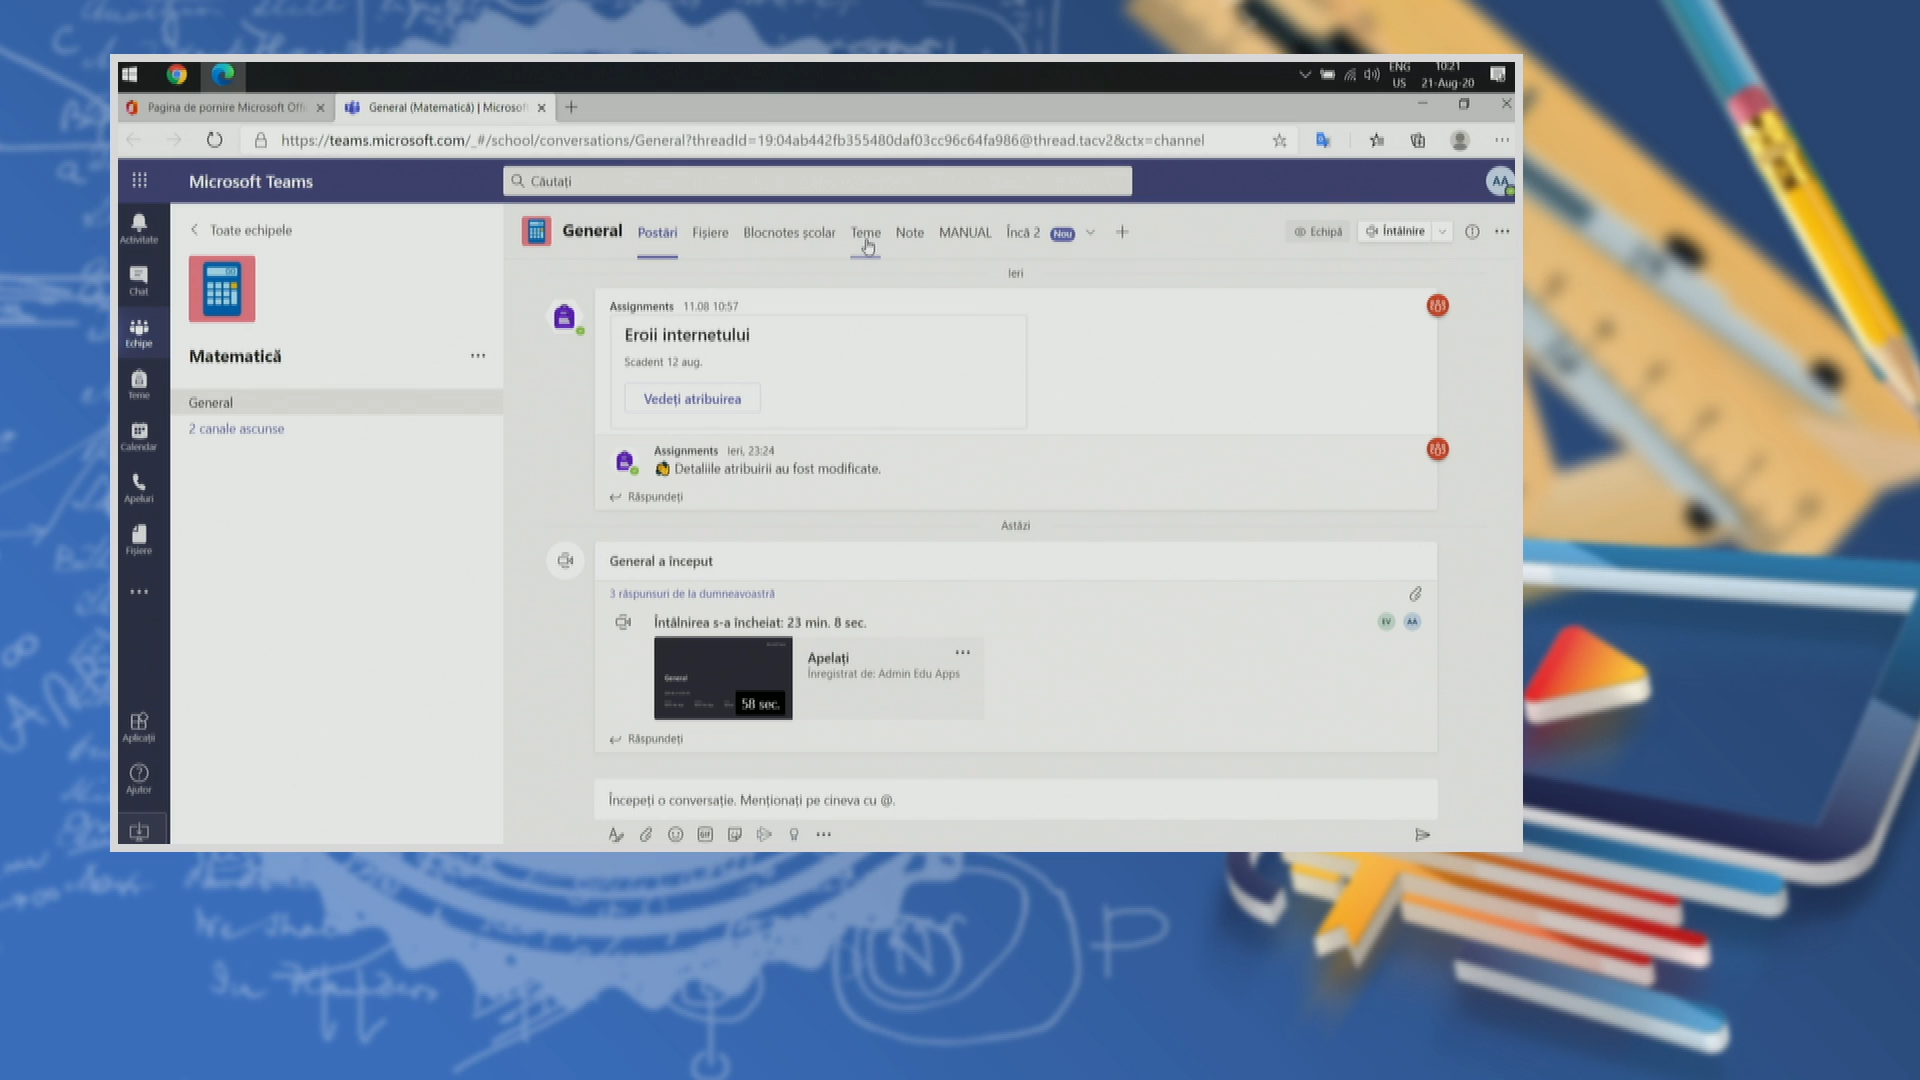 ENG
10:21
US
21-Aug-20
Pagina de pornire Microsoft Offi
General (Matematică) | Microsoft
https://teams.microsoft.com/_#/school/conversations/General?threadId=19:04ab442fb355480daf03cc96c64fa986@thread.tacv2&ctx=channel
Microsoft Teams
Căutați
AA
Activitate
Chat
Echipe
Teme
Calendar
Apeluri
Fișiere
Aplicații
Ajutor
Toate echipele
Matematică
General
2 canale ascunse
General
Postări
Fișiere
Blocnotes școlar
Teme
Note
MANUAL
Încă 2
Nou
Echipă
Întâlnire
Ieri
Assignments 11.08 10:57
Eroii internetului
Scadent 12 aug.
Vedeți atribuirea
Assignments Ieri, 23:24
Detaliile atribuirii au fost modificate.
Răspundeți
Astăzi
General a început
3 răspunsuri de la dumneavoastră
Întâlnirea s-a încheiat: 23 min. 8 sec.
EV
AA
General
58 sec.
Apelați
Înregistrat de: Admin Edu Apps
Răspundeți
Începeți o conversație. Menționați pe cineva cu @.
GIF
P